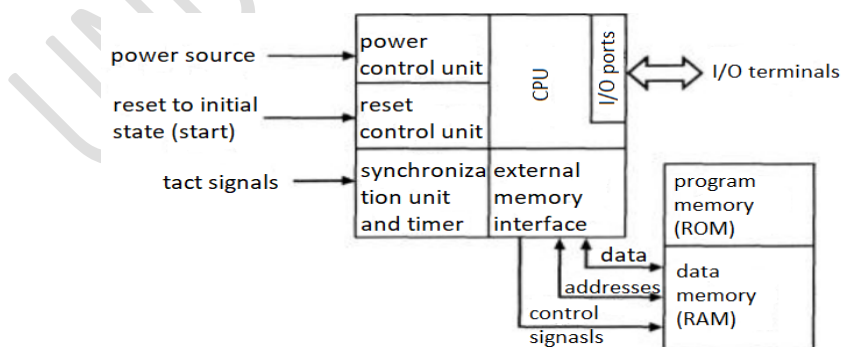 power source
reset to initial
state (start)
tact signals
power
control unit
reset
control unit
synchroniza
tion unit
and timer
CPU
I/O ports
external
memory
interface
I/O terminals
program
memory
(ROM)
data
memory
(RAM)
data
addresses
control
signasls